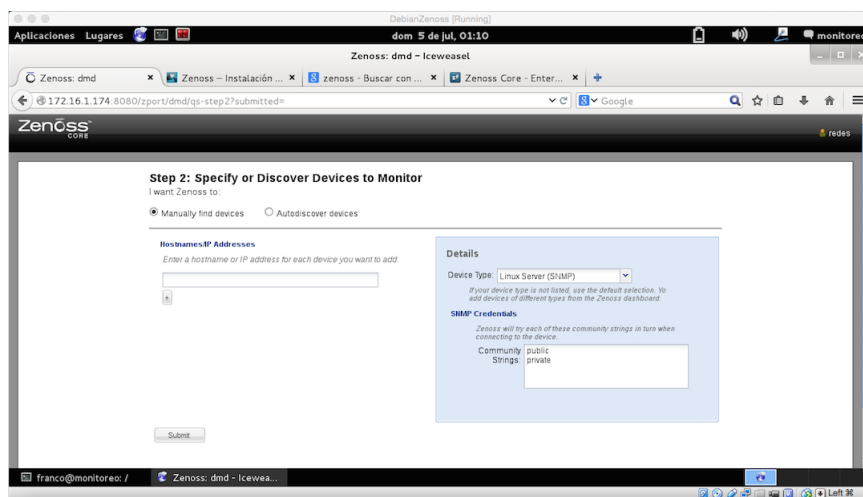 DebianZenoss [Running]
Aplicaciones Lugares dom 5 de jul, 01:10 monitoreo
Zenoss: dmd - Iceweasel
Zenoss: dmd × Zenoss – Instalación ... × zenoss - Buscar con ... × Zenoss Core - Enter... ×
172.16.1.174:8080/zport/dmd/qs-step2?submitted= Google
Zenoss
CORE
redes
Step 2: Specify or Discover Devices to Monitor
I want Zenoss to:
Manually find devices Autodiscover devices
Hostnames/IP Addresses
Enter a hostname or IP address for each device you want to add.
+
Details
Device Type: Linux Server (SNMP)
If your device type is not listed, use the default selection. To
add devices of different types from the Zenoss dashboard.
SNMP Credentials
Zenoss will try each of these community strings in turn when
connecting to the device.
Community public
Strings: private
Submit
franco@monitoreo: / Zenoss: dmd - Icewea...
Left ⌘